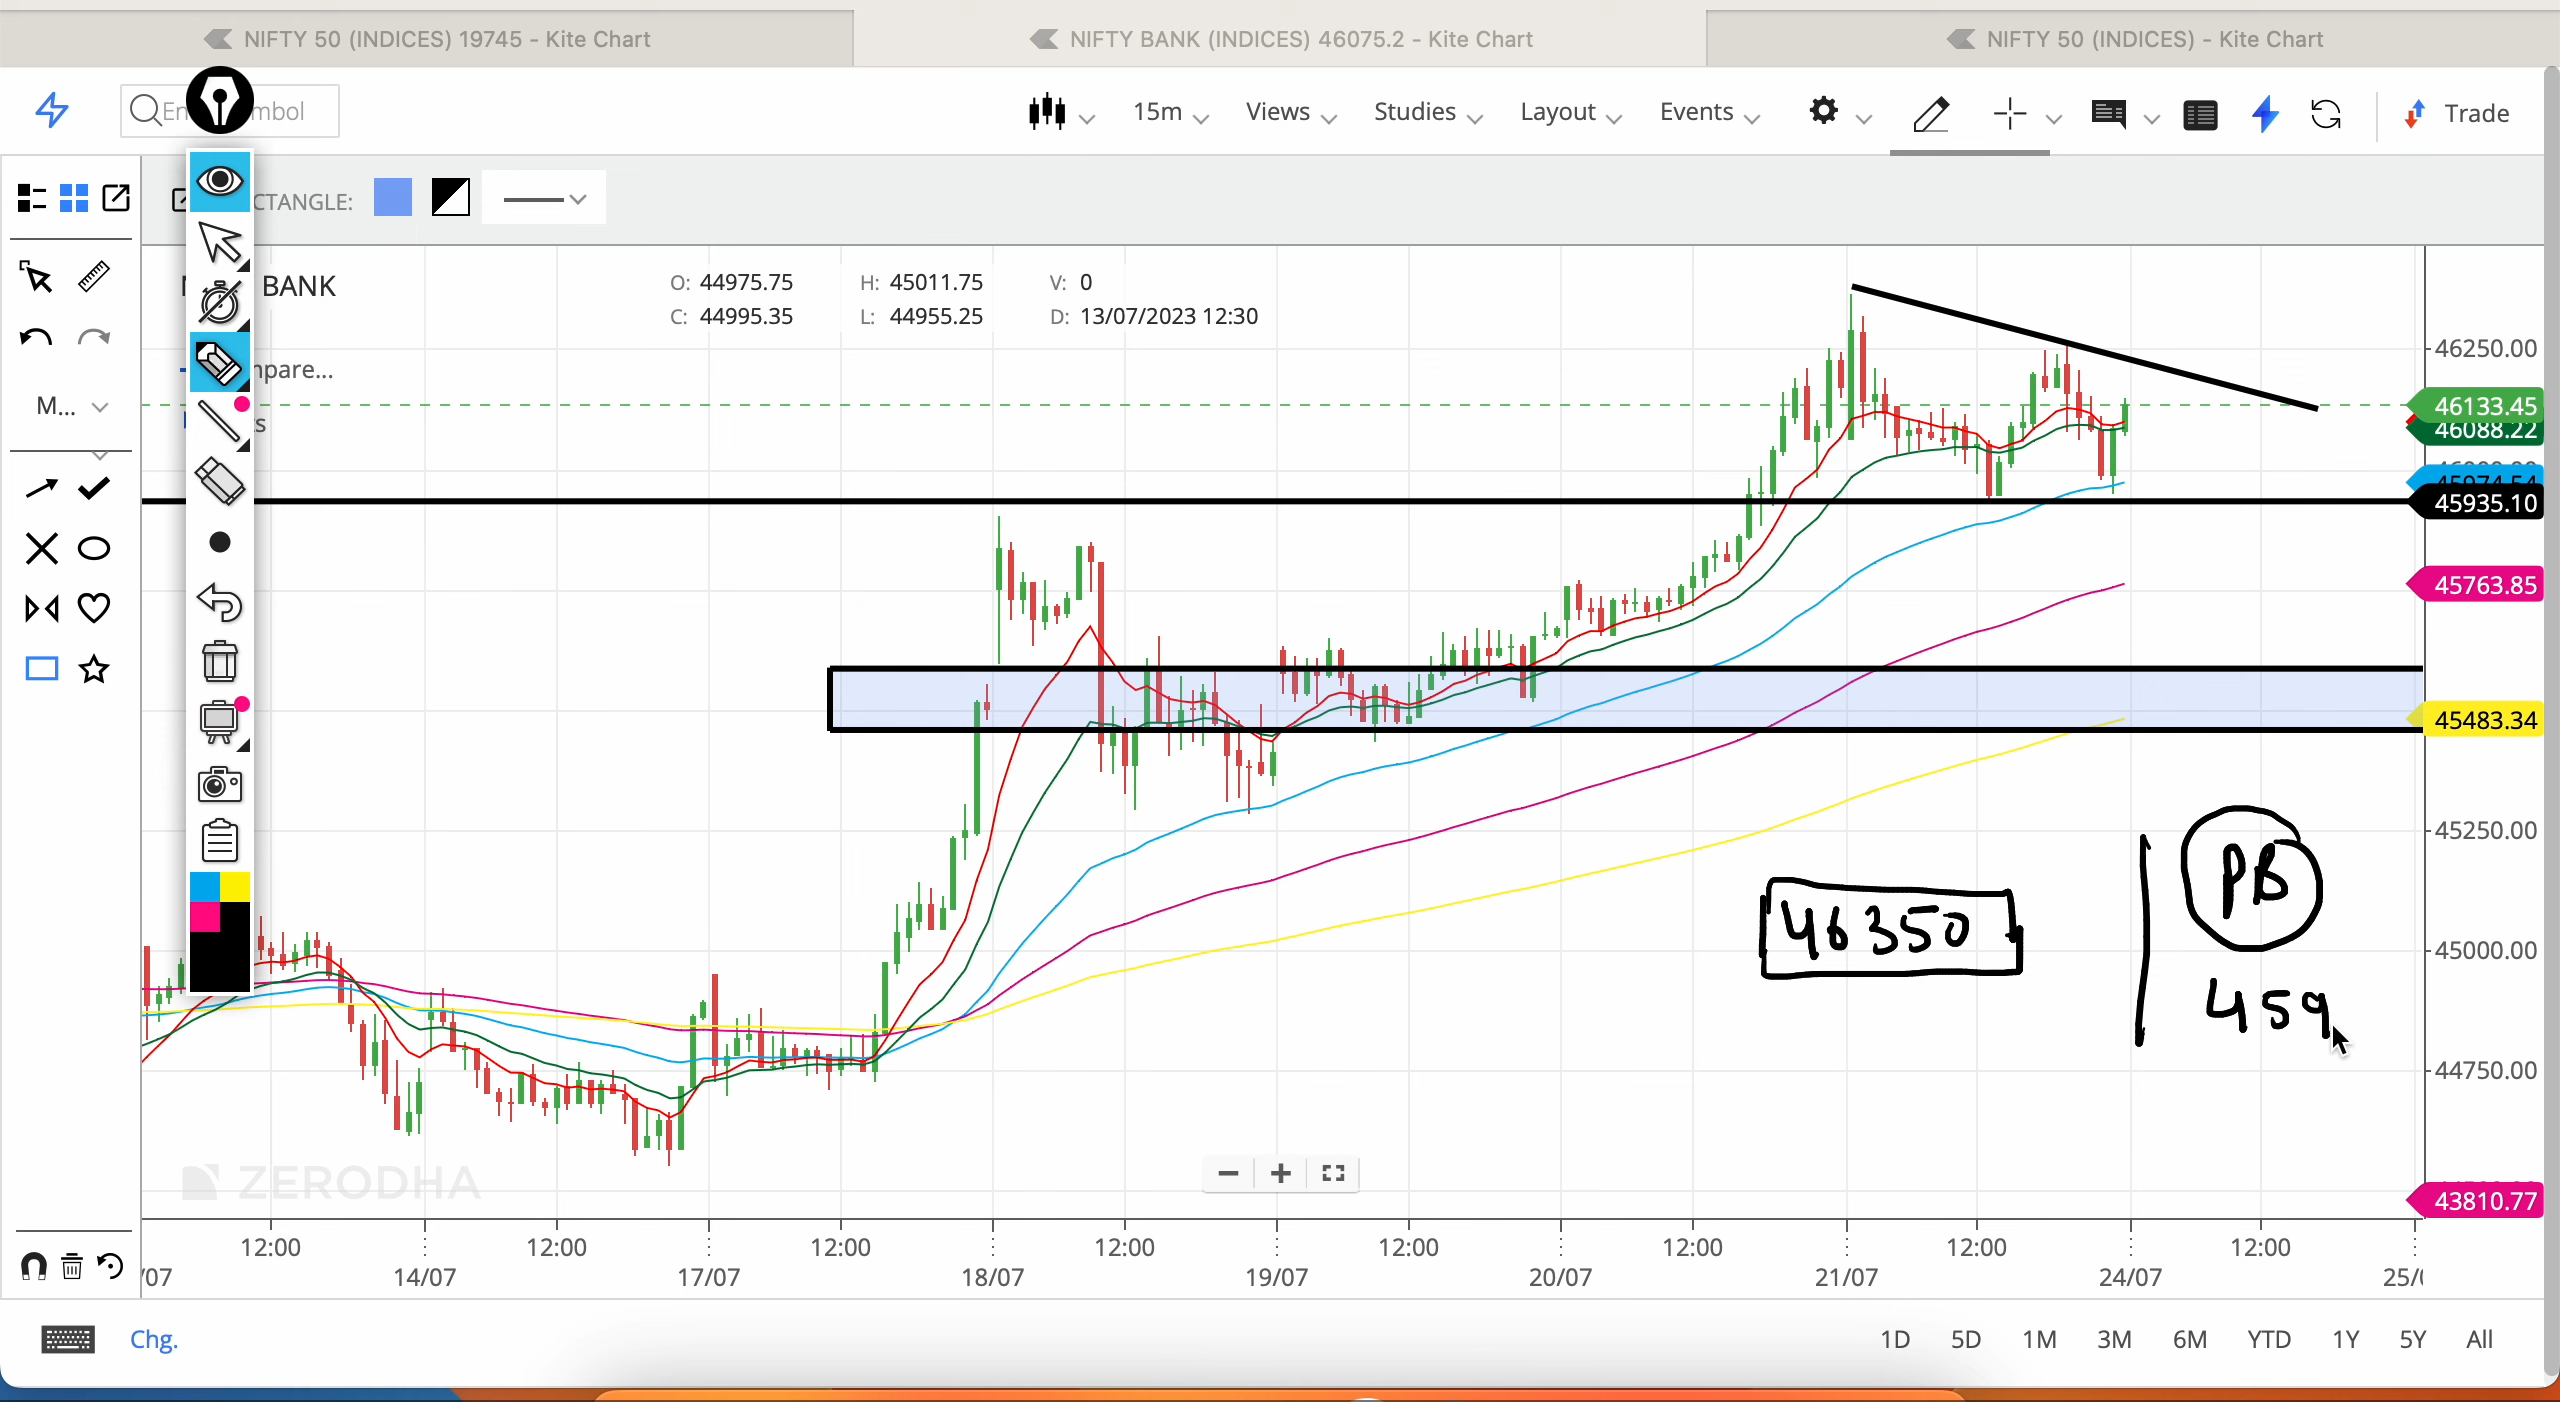 NIFTY 50 (INDICES) 19745 - Kite Chart
NIFTY BANK (INDICES) 46075.2 - Kite Chart
NIFTY 50 (INDICES) - Kite Chart
15m
Views
Studies
Layout
Events
Trade
CTANGLE:
BANK
O: 44975.75
H: 45011.75
V: 0
C: 44995.35
L: 44955.25
D: 13/07/2023 12:30
M...
46250.00
46133.45
46088.22
45974.54
45935.10
45763.85
45483.34
45250.00
45000.00
44750.00
43810.77
PB
46350
459
ZERODHA
12:00 12:00 12:00 12:00 12:00 12:00 12:00 12:00
/07 14/07 17/07 18/07 19/07 20/07 21/07 24/07
Chg.
1D 5D 1M 3M 6M YTD 1Y 5Y All